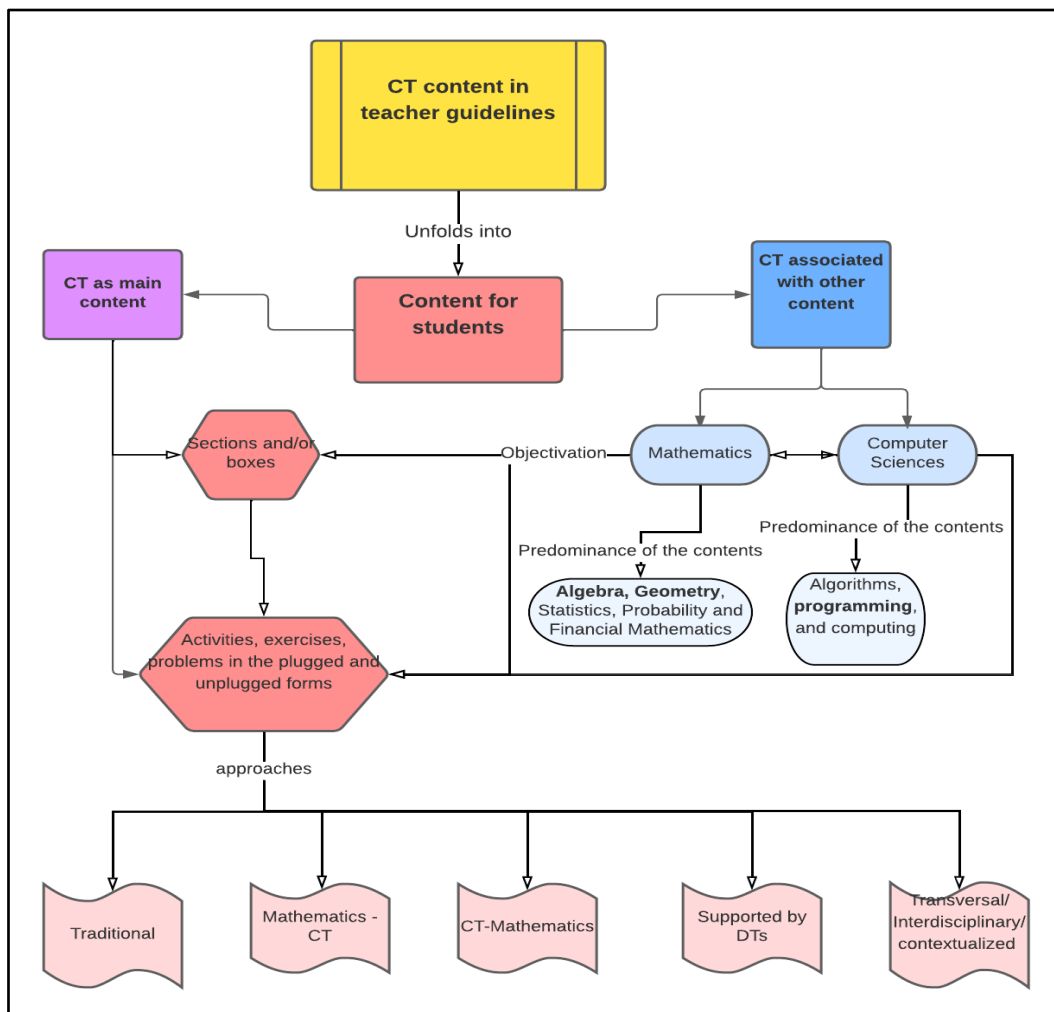 CT content in
teacher guidelines
Unfolds into
CT as main
content
Content for
students
CT associated
with other
content
Sections and/or
boxes
Objectivation
Mathematics
Computer
Sciences
Predominance of the contents
Predominance of the contents
Algebra, Geometry,
Statistics, Probability and
Financial Mathematics
Algorithms,
programming,
and computing
Activities, exercises,
problems in the plugged and
unplugged forms
approaches
Traditional
Mathematics -
CT
CT-Mathematics
Supported by
DTs
Transversal/
Interdisciplinary/
contextualized